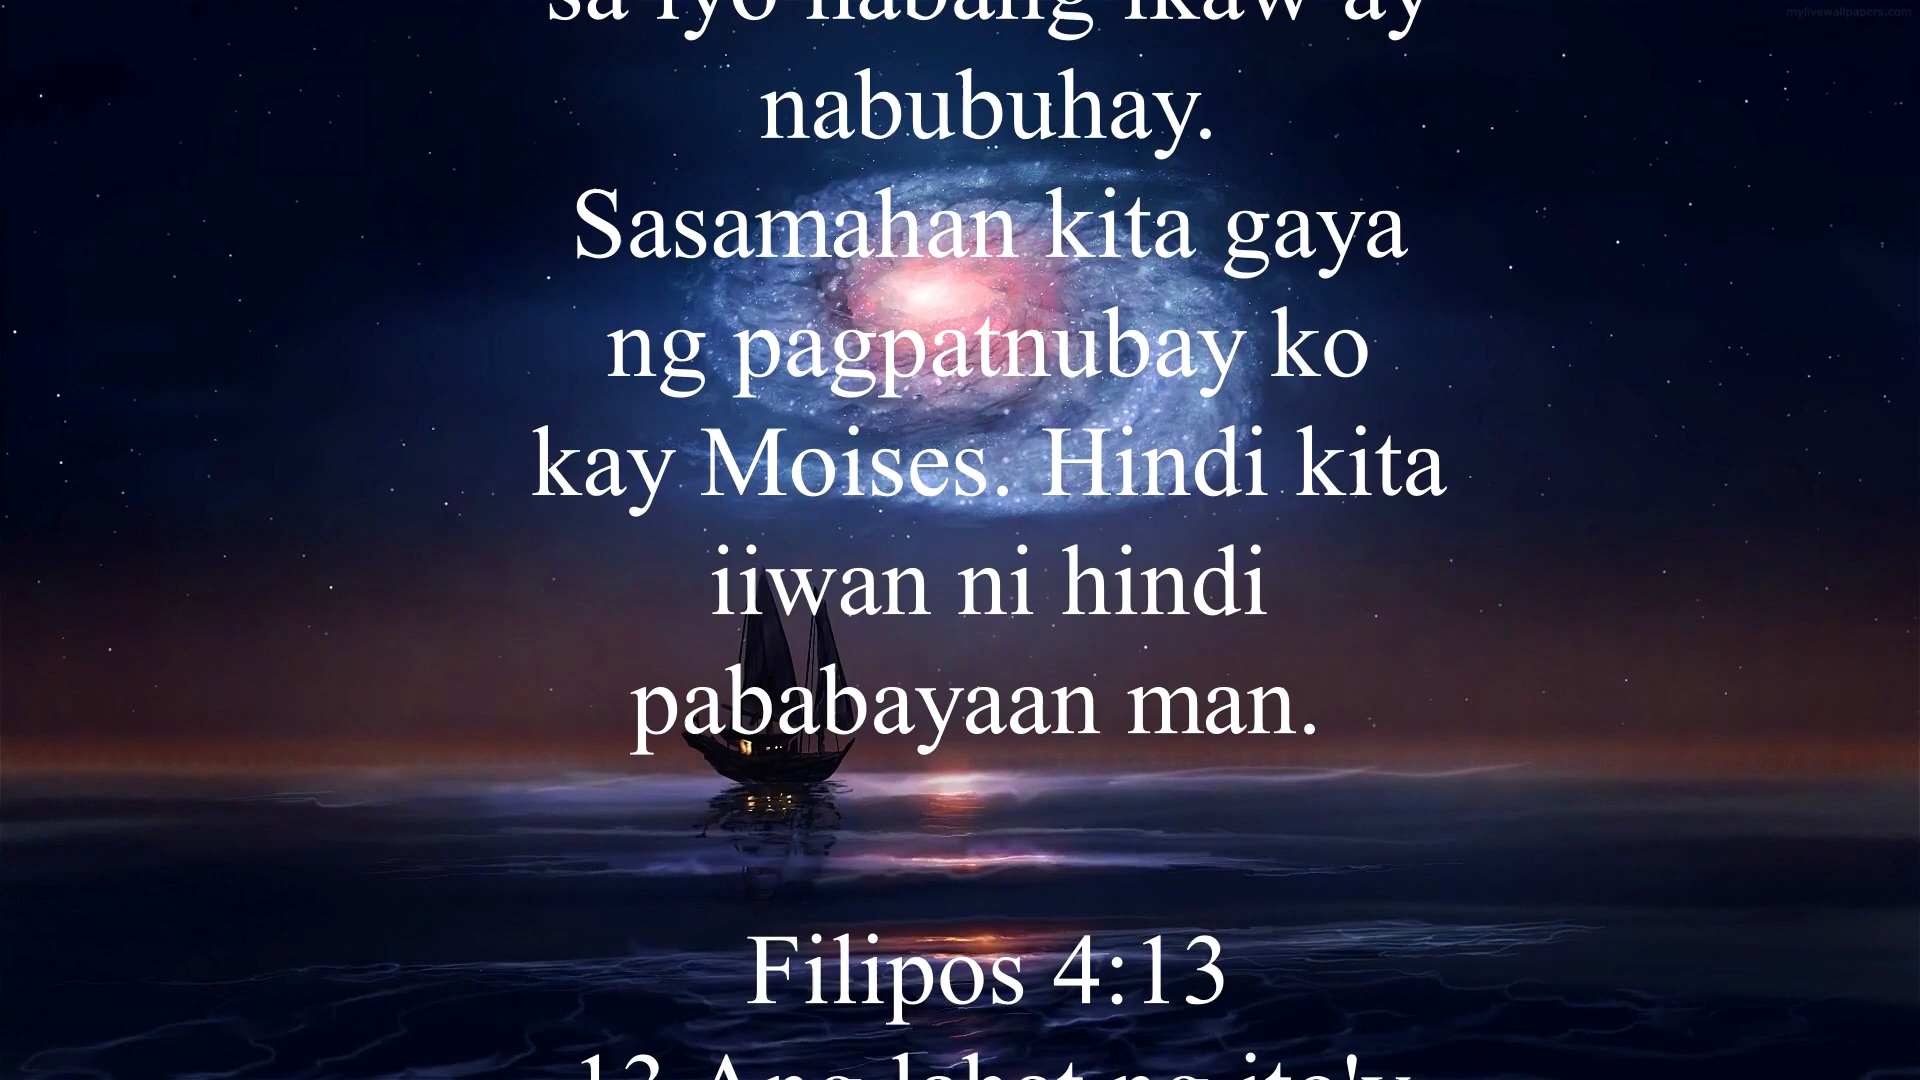 mylivewallpapers.com
sa iyo habang ikaw ay
nabubuhay.
Sasamahan kita gaya
ng pagpatnubay ko
kay Moises. Hindi kita
iiwan ni hindi
pababayaan man.
Filipos 4:13
13 Ang lahat ng ito'y